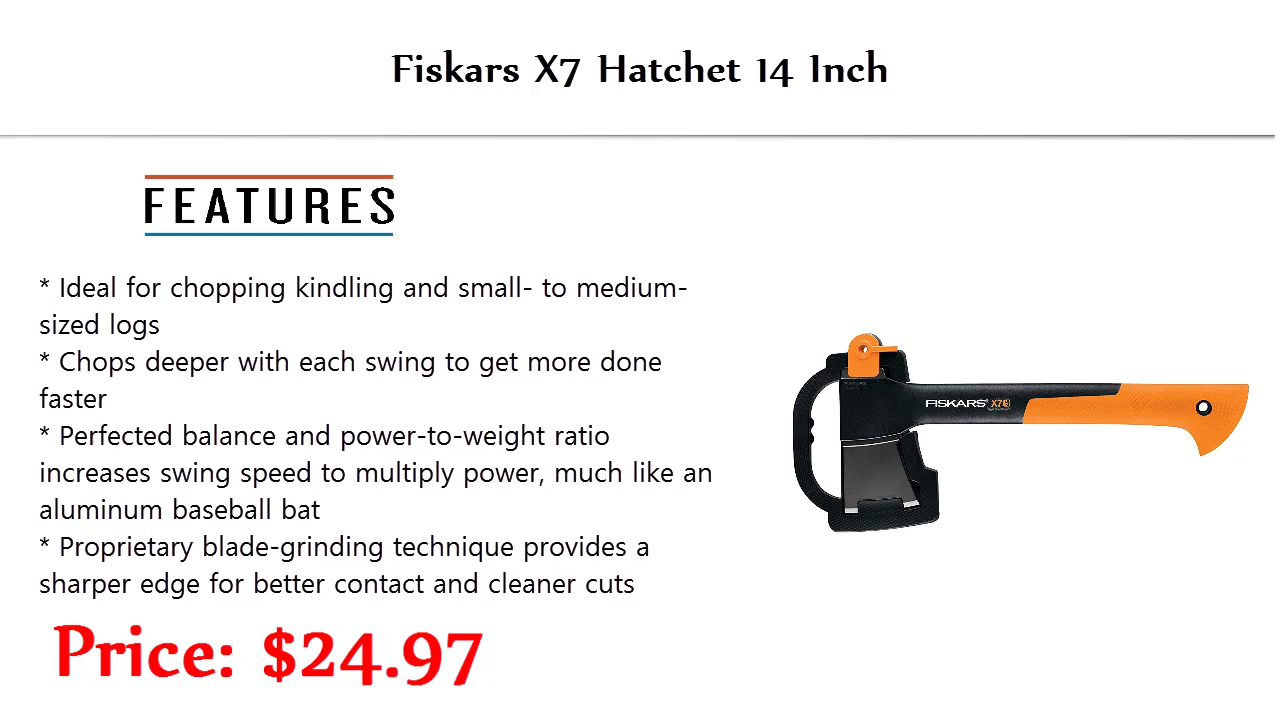 Fiskars X7 Hatchet 14 Inch
FEATURES
* Ideal for chopping kindling and small- to medium-
sized logs
* Chops deeper with each swing to get more done
faster
* Perfected balance and power-to-weight ratio
increases swing speed to multiply power, much like an
aluminum baseball bat
* Proprietary blade-grinding technique provides a
sharper edge for better contact and cleaner cuts
FISKARS® X7
Price: $24.97